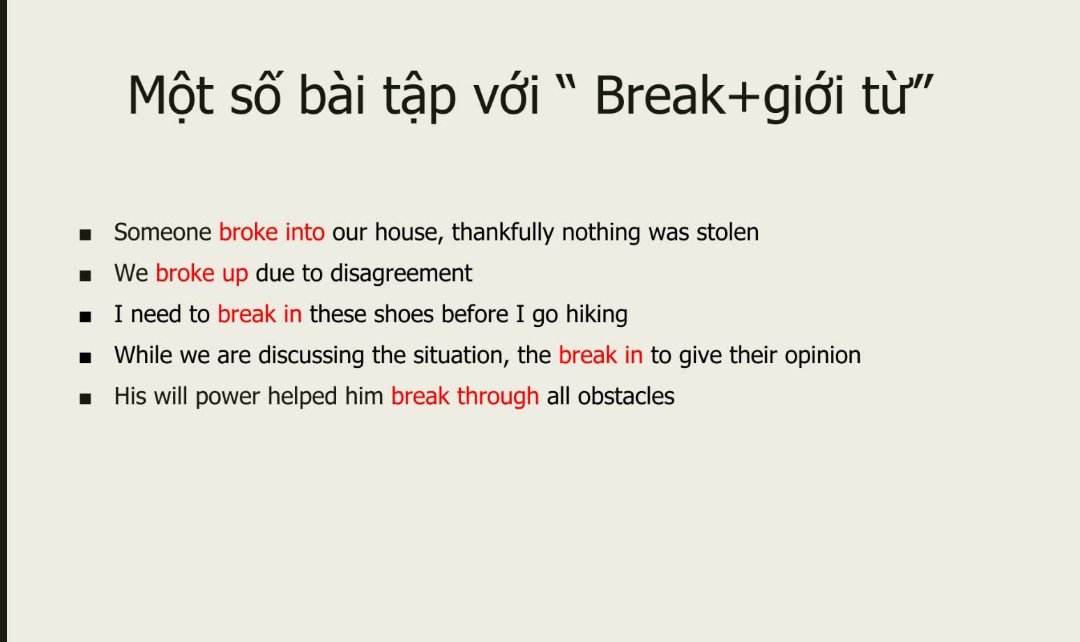 Một số bài tập với “ Break+giới từ”
▪ Someone broke into our house, thankfully nothing was stolen
▪ We broke up due to disagreement
▪ I need to break in these shoes before I go hiking
▪ While we are discussing the situation, the break in to give their opinion
▪ His will power helped him break through all obstacles